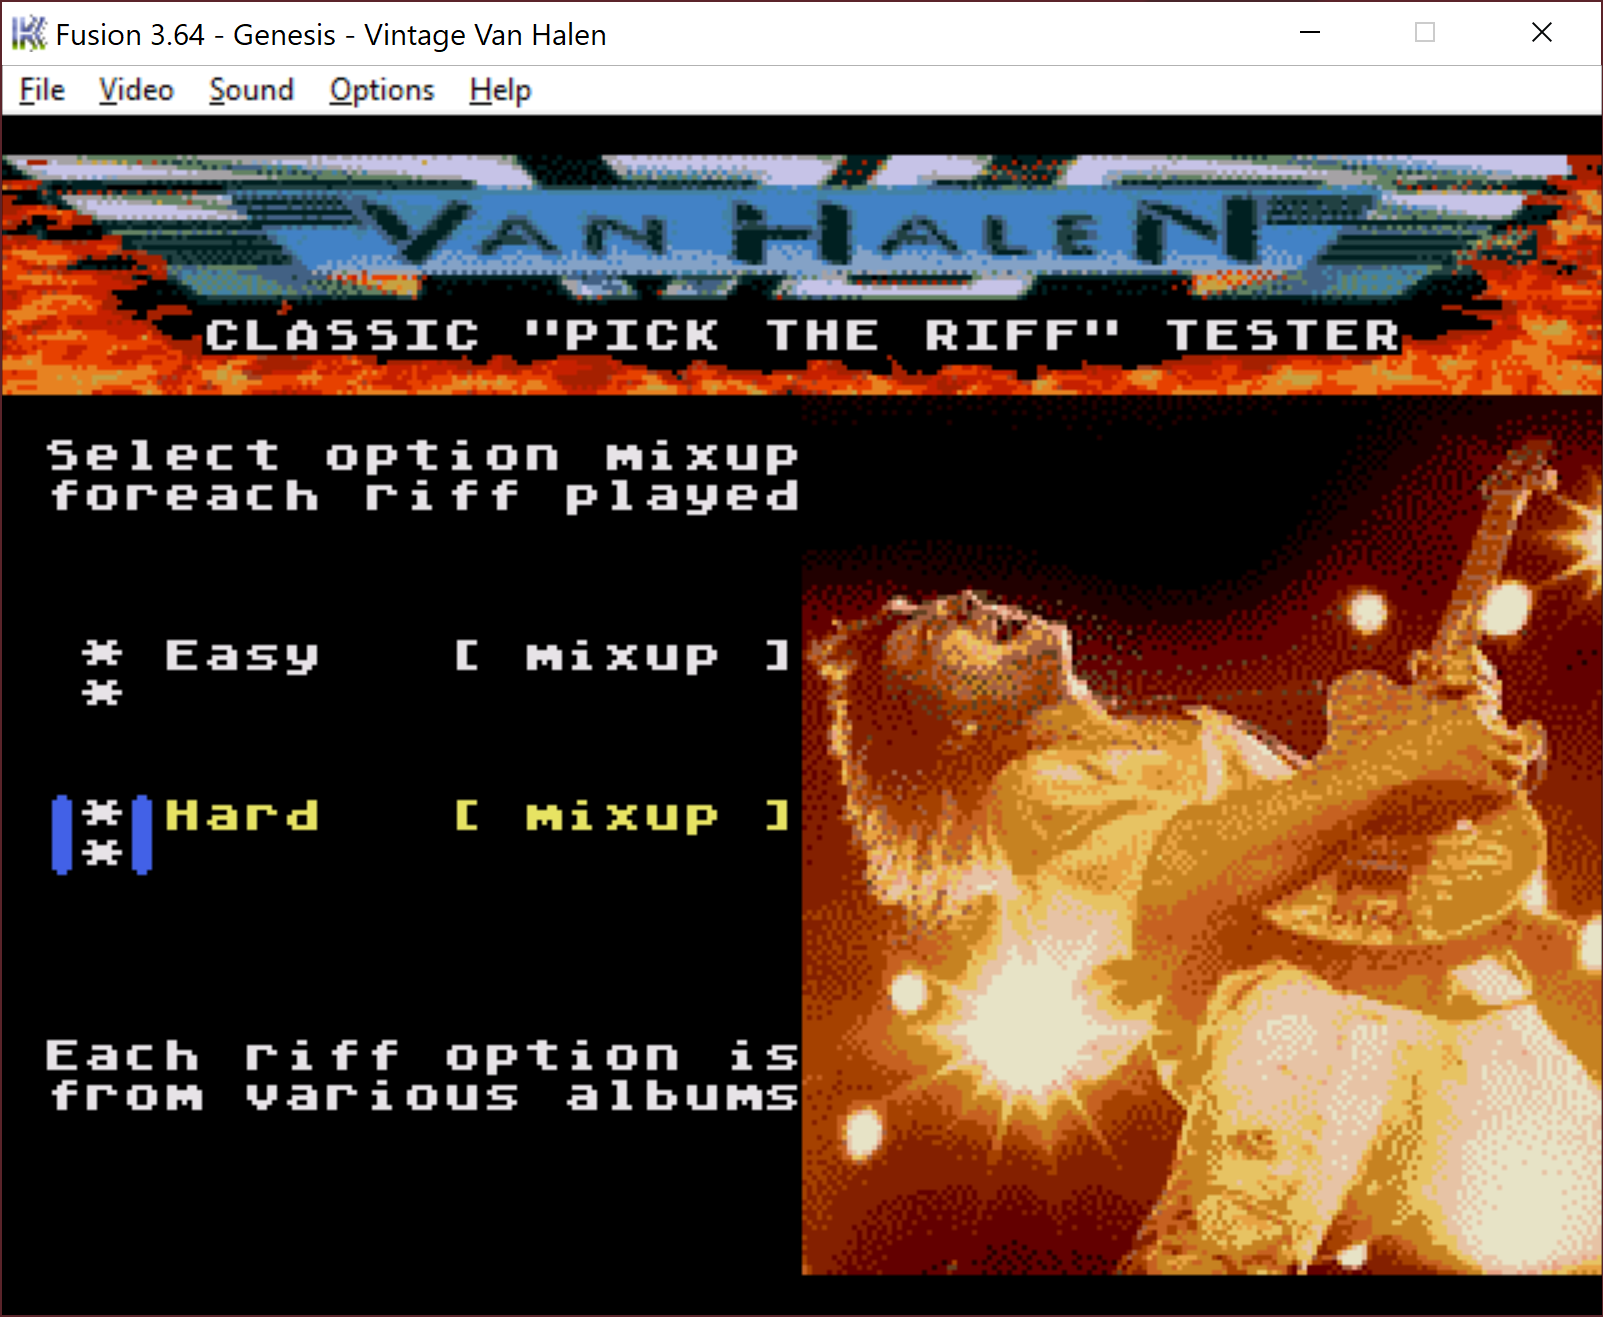 Fusion 3.64 - Genesis - Vintage Van Halen
File Video Sound Options Help
VAN HALEN
CLASSIC "PICK THE RIFF" TESTER
Select option mixup
foreach riff played
* Easy [ mixup ]
*
* Hard [ mixup ]
*
Each riff option is
from various albums